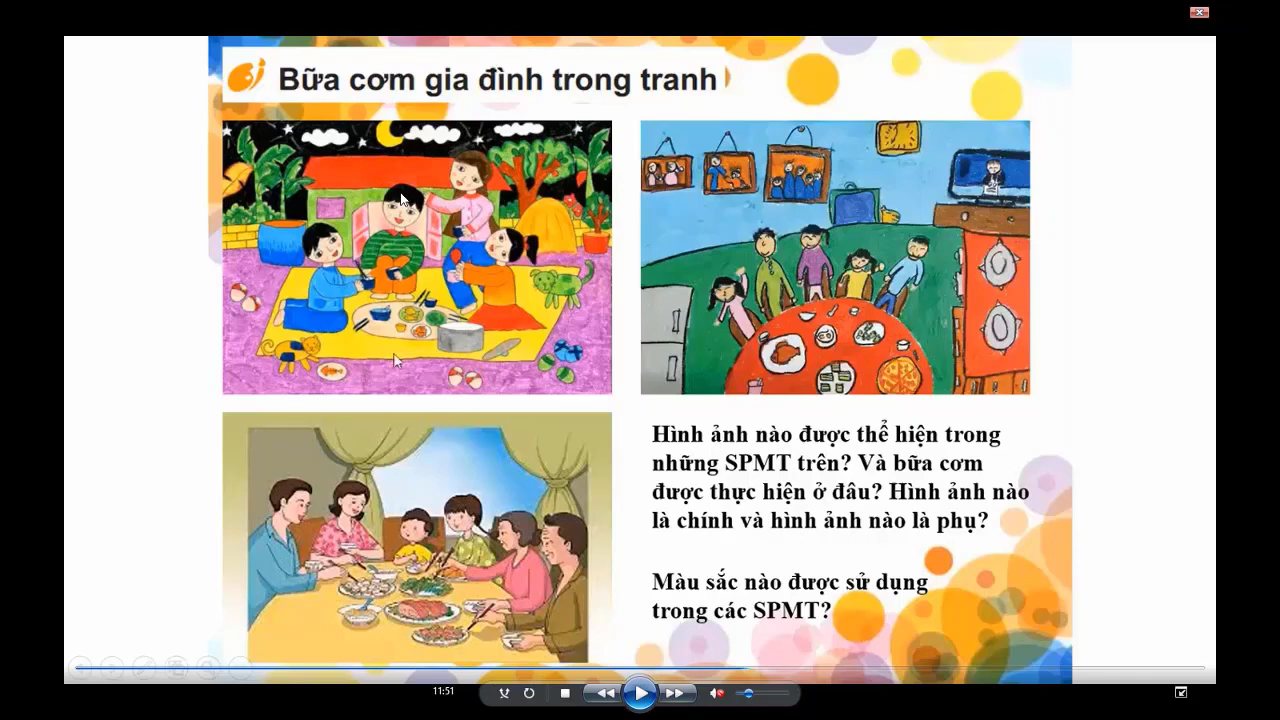 Bữa cơm gia đình trong tranh
Hình ảnh nào được thể hiện trong
những SPMT trên? Và bữa cơm
được thực hiện ở đâu? Hình ảnh nào
là chính và hình ảnh nào là phụ?
Màu sắc nào được sử dụng
trong các SPMT?
11:51